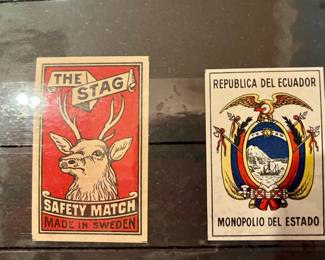 THE
STAG
SAFETY MATCH
MADE IN SWEDEN
REPUBLICA DEL ECUADOR
MONOPOLIO DEL ESTADO